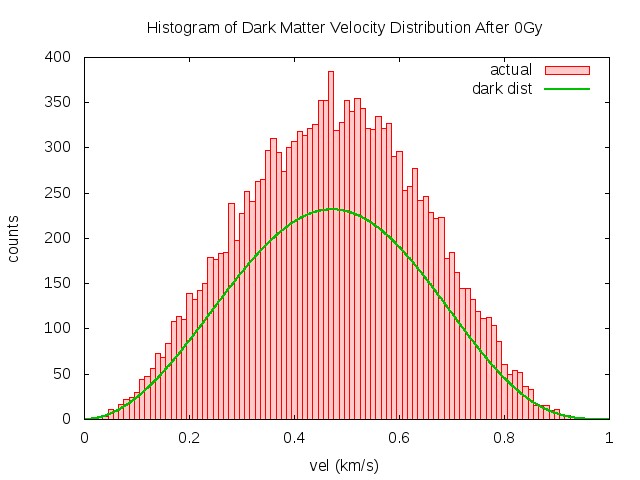 Histogram of Dark Matter Velocity Distribution After 0Gy
400
350
300
250
200
150
100
50
0
counts
actual
dark dist
0 0.2 0.4 0.6 0.8 1
vel (km/s)